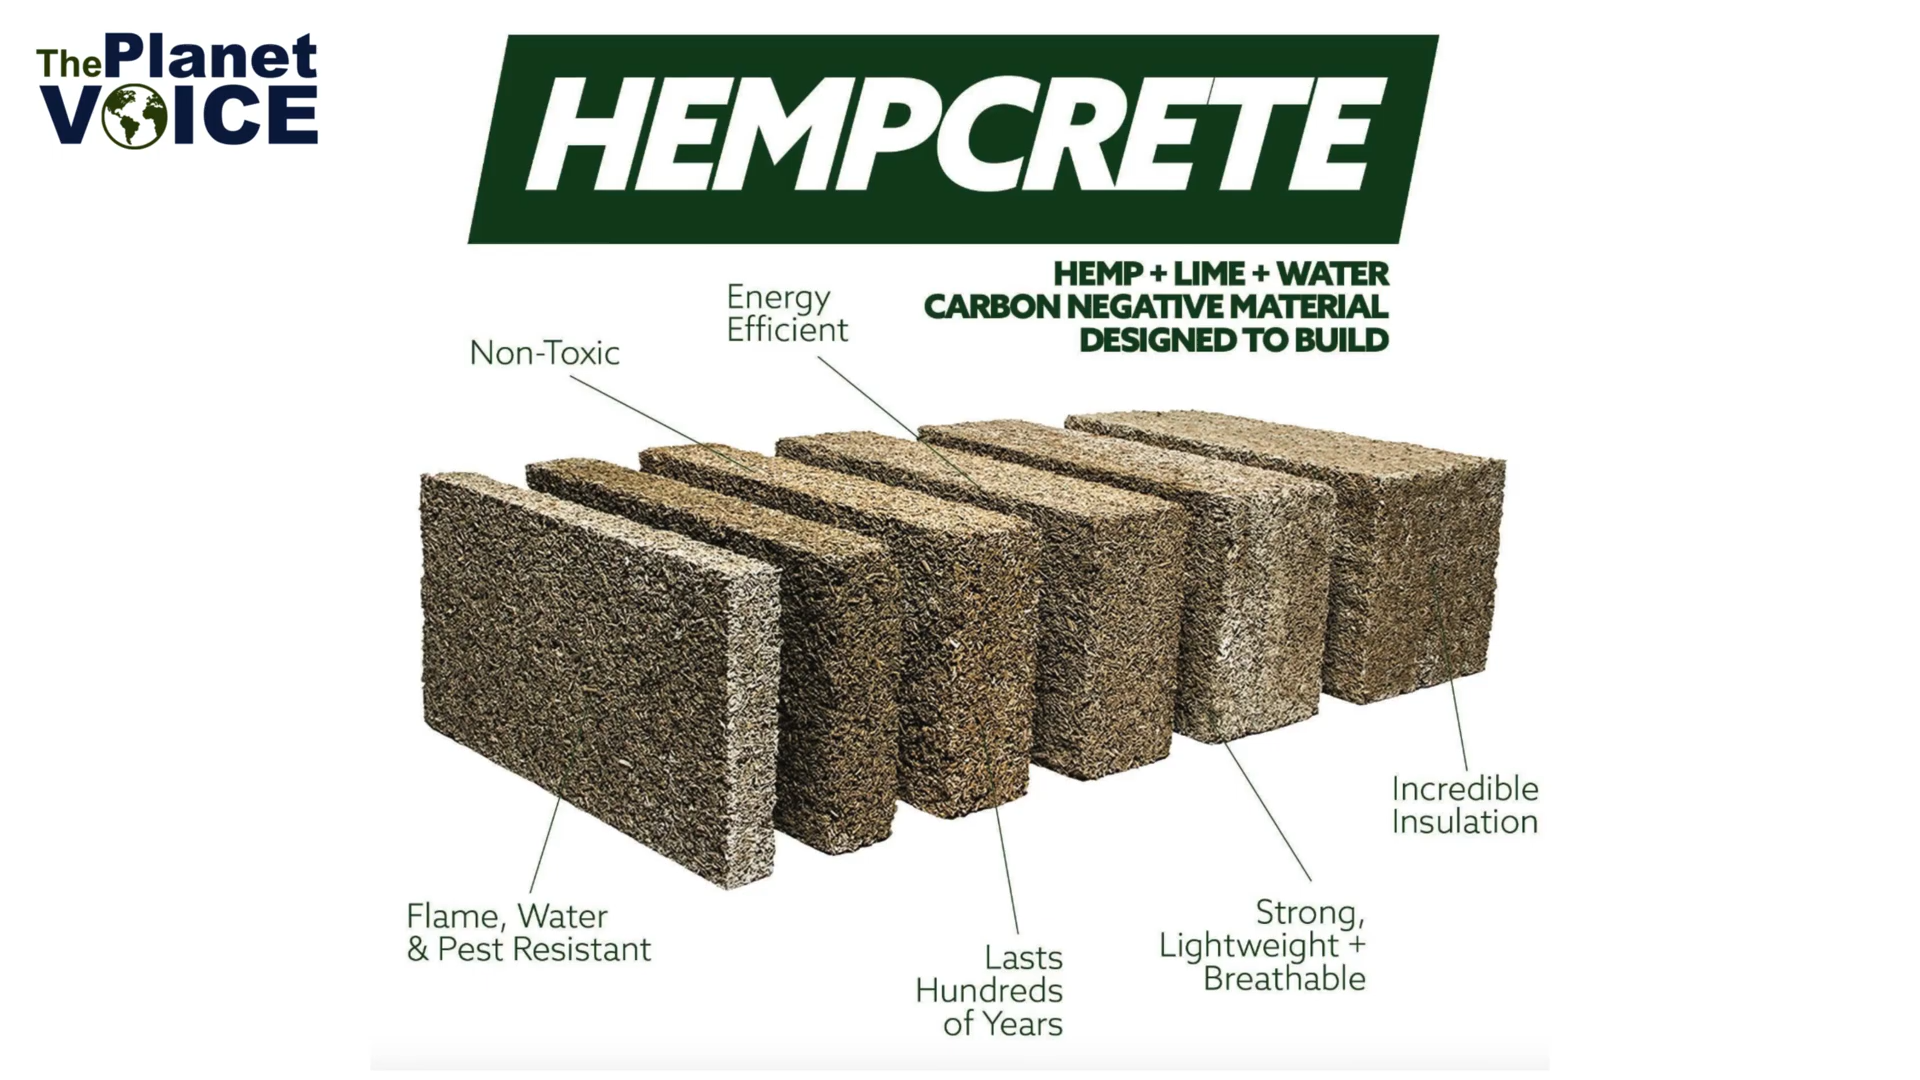 The Planet
VOICE
HEMPCRETE
HEMP + LIME + WATER
CARBON NEGATIVE MATERIAL
DESIGNED TO BUILD
Energy
Efficient
Non-Toxic
Incredible
Insulation
Flame, Water
& Pest Resistant
Lasts
Hundreds
of Years
Strong,
Lightweight +
Breathable